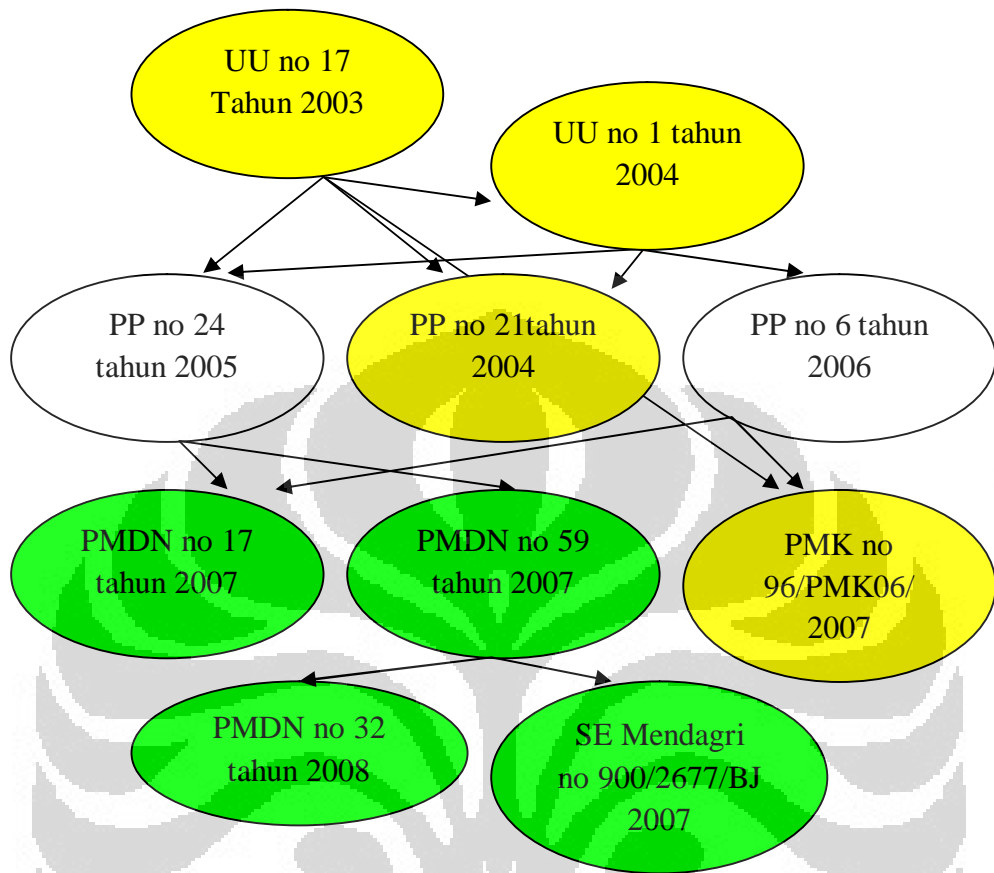 UU no 17
Tahun 2003
UU no 1 tahun
2004
PP no 24
tahun 2005
PP no 21tahun
2004
PP no 6 tahun
2006
PMDN no 17
tahun 2007
PMDN no 59
tahun 2007
PMK no
96/PMK06/
2007
PMDN no 32
tahun 2008
SE Mendagri
no 900/2677/BJ
2007